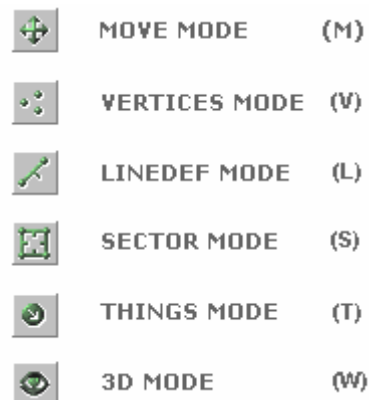 MOVE MODE (M)
VERTICES MODE (V)
LINEDEF MODE (L)
SECTOR MODE (S)
THINGS MODE (T)
3D MODE (W)